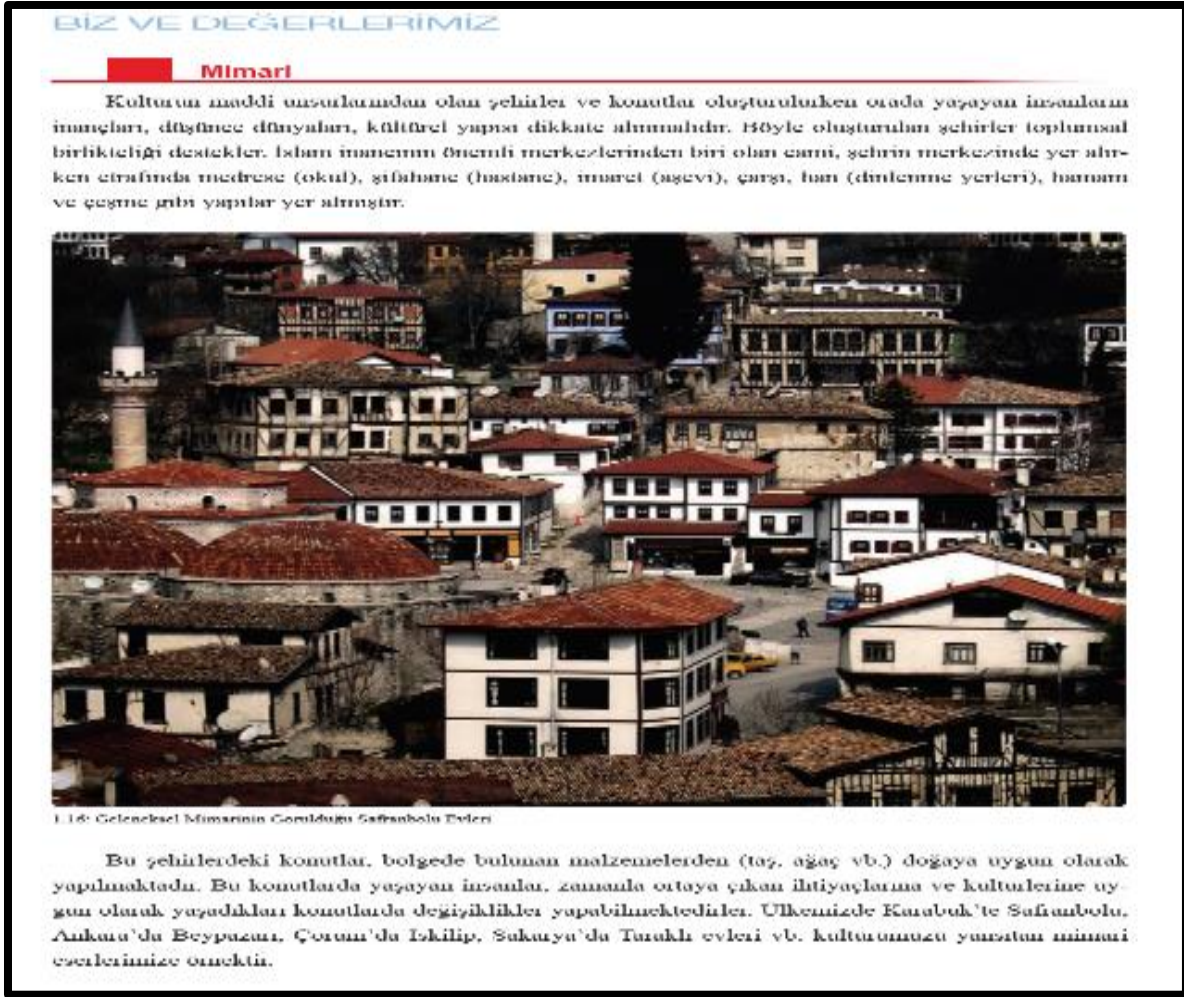 BİZ VE DEĞERLERİMİZ
Mimari
Kültürün maddi unsurlarından olan şehirler ve konutlar oluşturulurken orada yaşayan insanların
inançları, düşünce dünyaları, kültürel yapısı dikkate alınmalıdır. Böyle oluşturulan şehirler toplumsal
birlikteliği destekler. İslam inancının önemli merkezlerinden biri olan cami, şehrin merkezinde yer alır-
ken etrafında medrese (okul), şifahane (hastane), imaret (aşevi), çarşı, han (dinlenme yerleri), hamam
ve çeşme gibi yapılar yer almıştır.
1.16: Geleneksel Mimarinin Görüldüğü Safranbolu Evleri
Bu şehirlerdeki konutlar, bölgede bulunan malzemelerden (taş, ağaç vb.) doğaya uygun olarak
yapılmaktadır. Bu konutlarda yaşayan insanlar, zamanla ortaya çıkan ihtiyaçlarına ve kültürlerine uy-
gun olarak yaşadıkları konutlarda değişiklikler yapabilmektedirler. Ülkemizde Karabük'te Safranbolu,
Ankara'da Beypazarı, Çorum'da İskilip, Sakarya'da Taraklı evleri vb. kültürümüzü yansıtan mimari
eserlerimize örnektir.